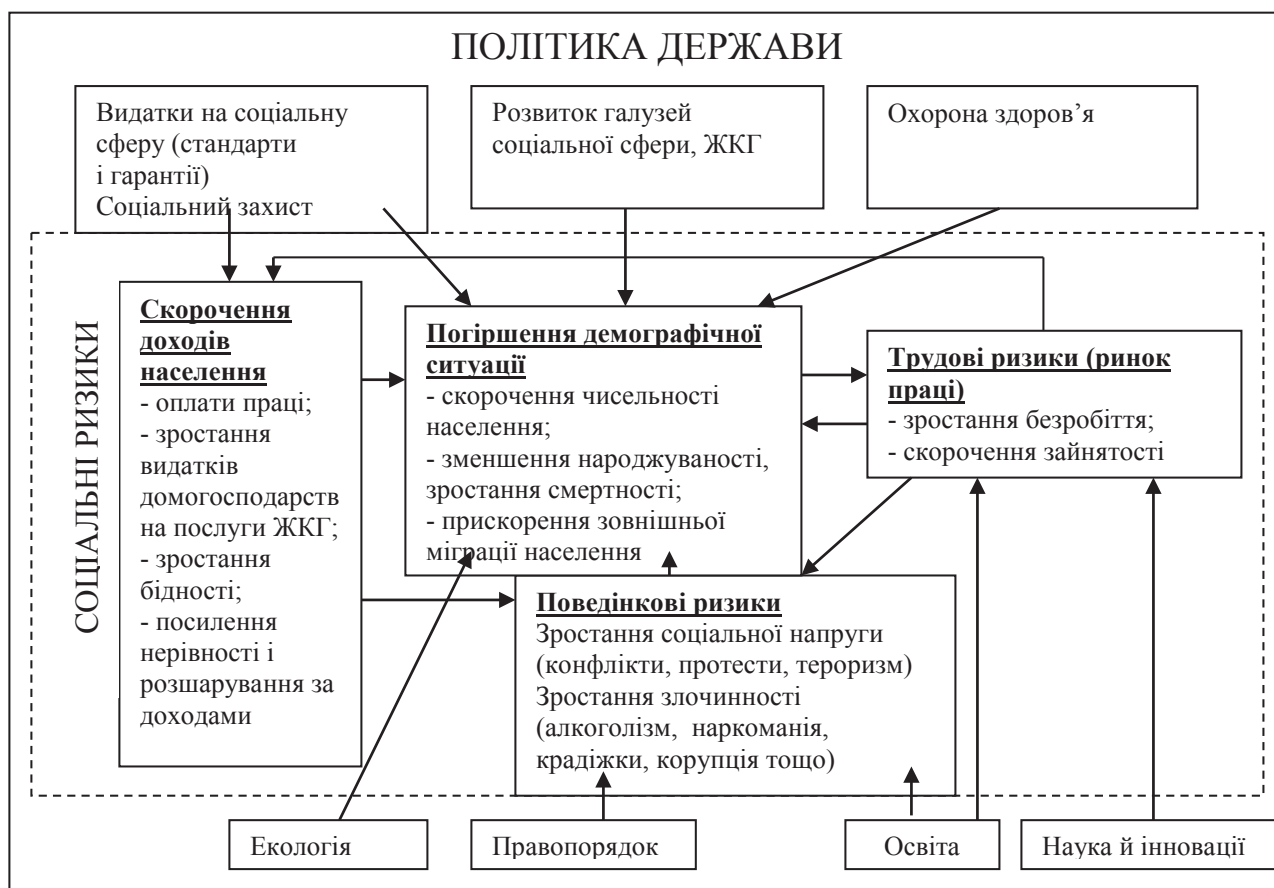 ПОЛІТИКА ДЕРЖАВИ
Видатки на соціальну
сферу (стандарти
і гарантії)
Соціальний захист
Розвиток галузей
соціальної сфери, ЖКГ
Охорона здоров’я
СОЦІАЛЬНІ РИЗИКИ
Скорочення
доходів
населення
- оплати праці;
- зростання
видатків
домогосподарств
на послуги ЖКГ;
- зростання
бідності;
- посилення
нерівності і
розшарування за
доходами
Погіршення демографічної
ситуації
- скорочення чисельності
населення;
- зменшення народжуваності,
зростання смертності;
- прискорення зовнішньої
міграції населення
Трудові ризики (ринок
праці)
- зростання безробіття;
- скорочення зайнятості
Поведінкові ризики
Зростання соціальної напруги
(конфлікти, протести, тероризм)
Зростання злочинності
(алкоголізм, наркоманія,
крадіжки, корупція тощо)
Екологія
Правопорядок
Освіта
Наука й інновації